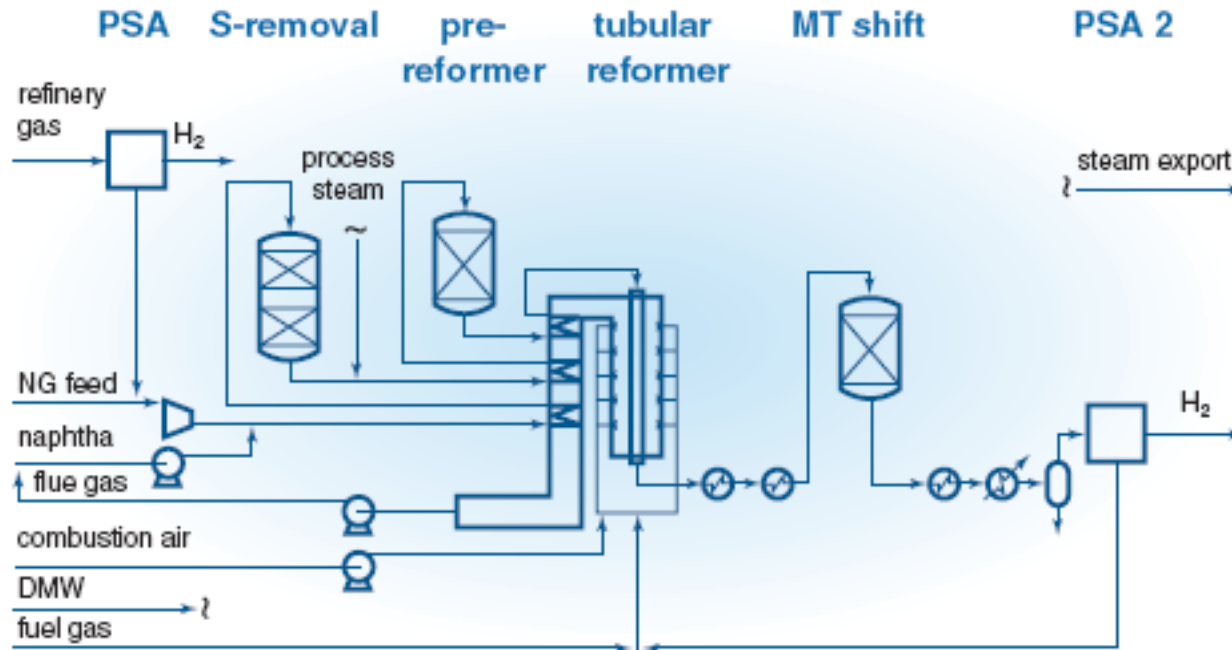 PSA
S-removal
pre-
reformer
tubular
reformer
MT shift
PSA 2
refinery
gas
H2
process
steam
steam export
NG feed
naphtha
flue gas
combustion air
DMW
fuel gas
H2